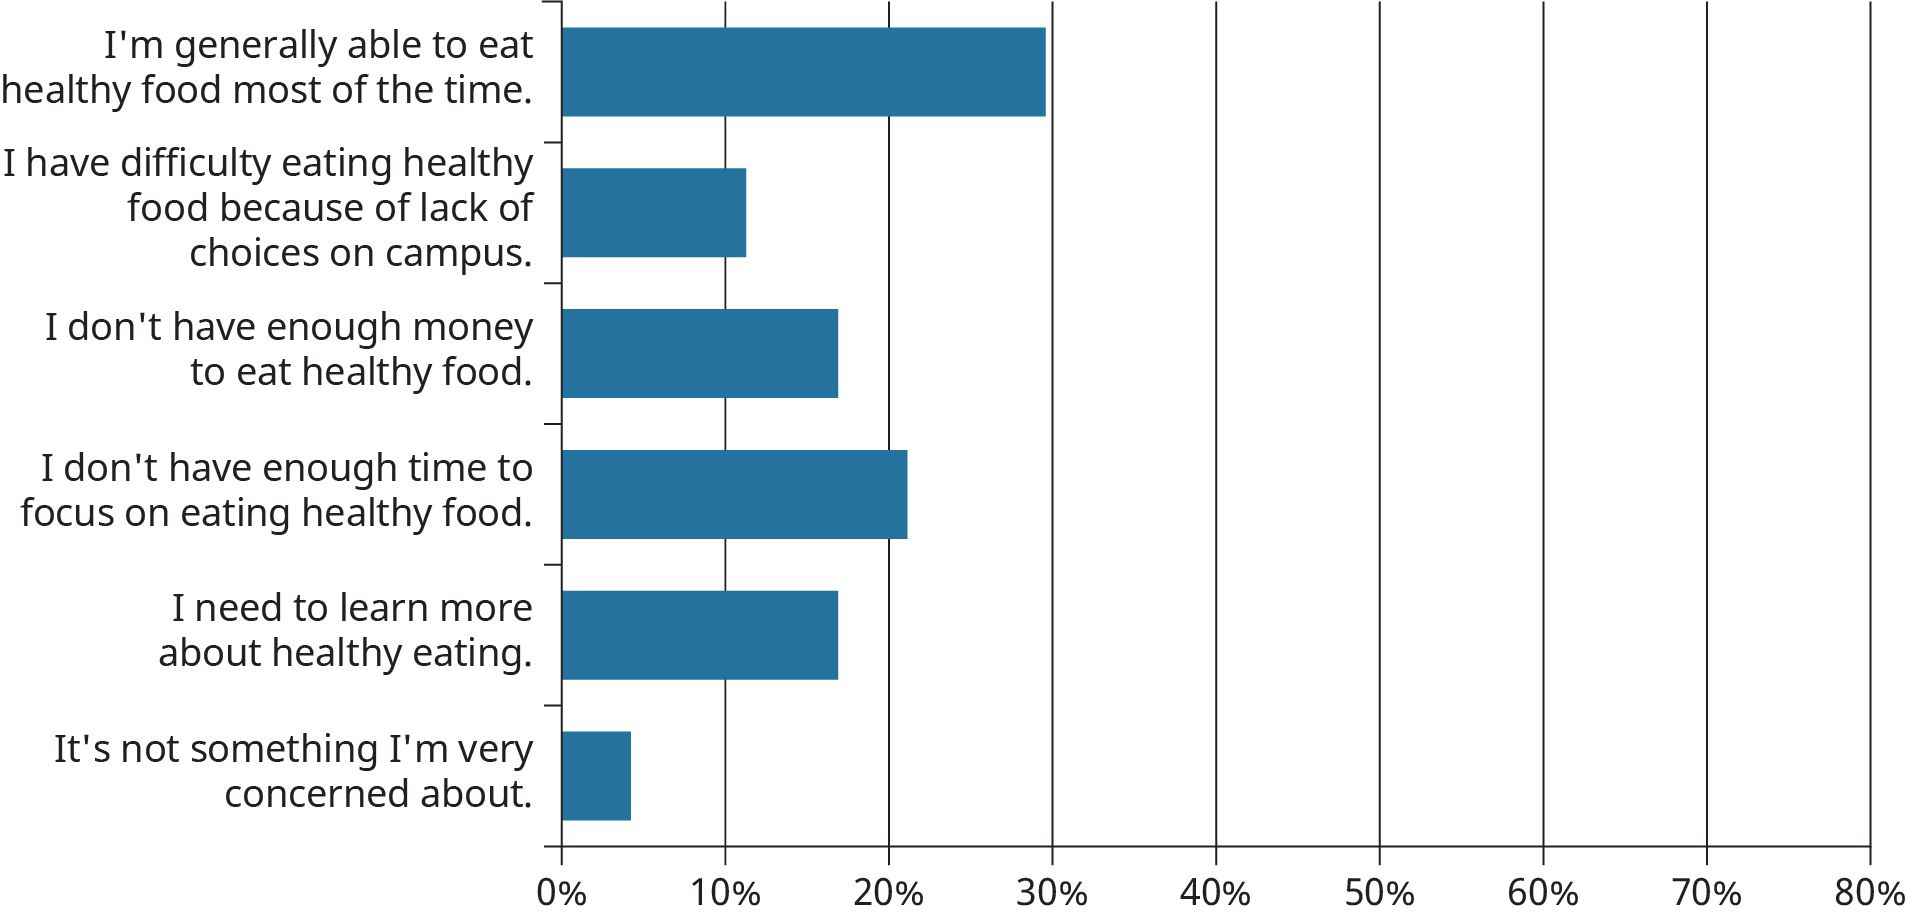 I'm generally able to eat
healthy food most of the time.
I have difficulty eating healthy
food because of lack of
choices on campus.
I don't have enough money
to eat healthy food.
I don't have enough time to
focus on eating healthy food.
I need to learn more
about healthy eating.
It's not something I'm very
concerned about.
0% 10% 20% 30% 40% 50% 60% 70% 80%